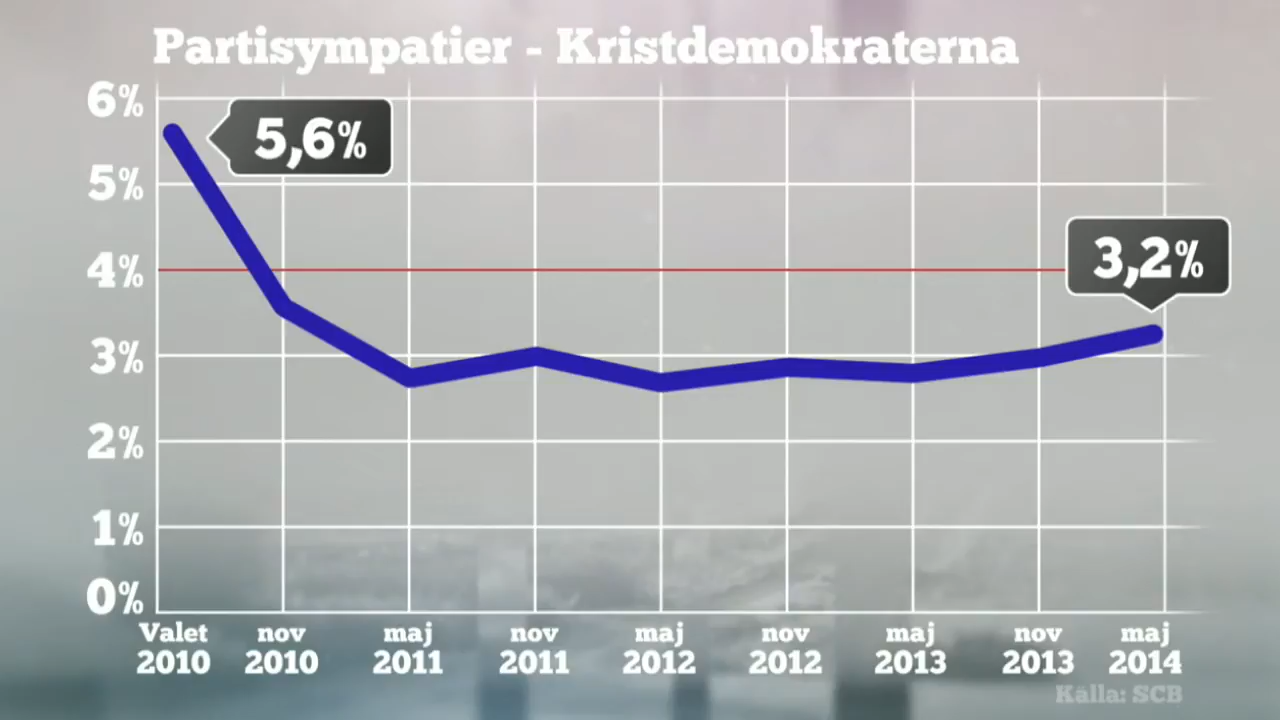 Partisympatier - Kristdemokraterna
6%
5,6%
5%
3,2%
4%
3%
2%
1%
0%
Valet 2010
nov 2010
maj 2011
nov 2011
maj 2012
nov 2012
maj 2013
nov 2013
maj 2014
Källa: SCB